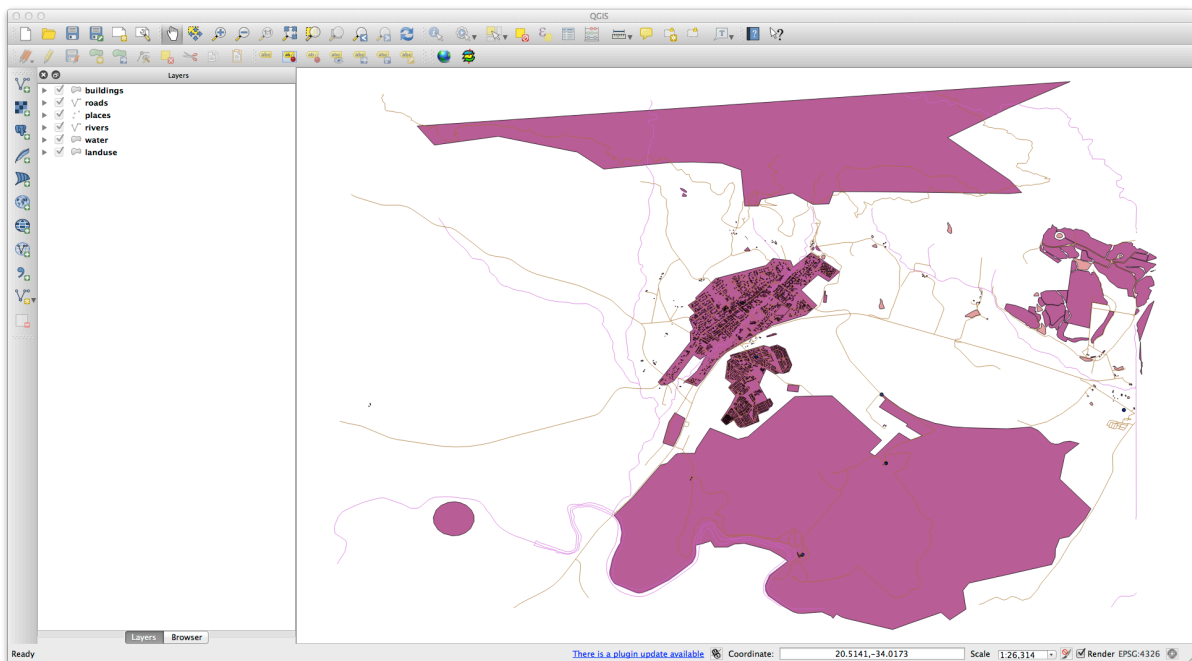 QGIS
Layers
buildings
roads
places
rivers
water
landuse
Layers Browser
Ready There is a plugin update available Coordinate: 20.5141,-34.0173 Scale 1:26,314 Render EPSG:4326